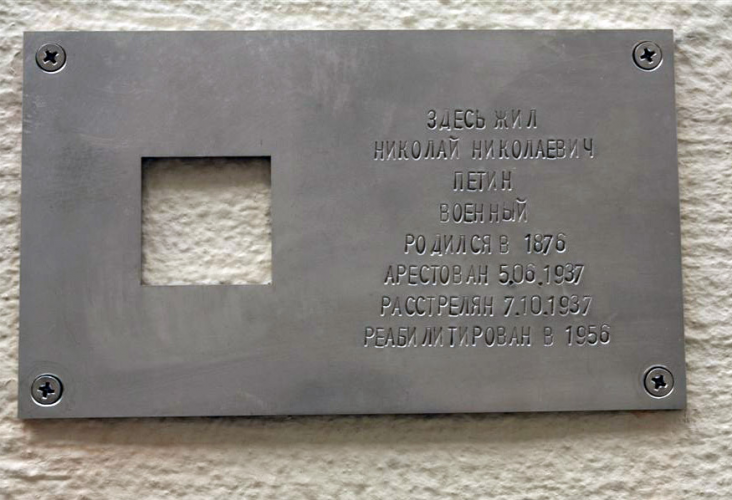 ЗДЕСЬ ЖИЛ
НИКОЛАЙ НИКОЛАЕВИЧ
ПЕТИН
ВОЕННЫЙ
РОДИЛСЯ В 1876
АРЕСТОВАН 5.06.1937
РАССТРЕЛЯН 7.10.1937
РЕАБИЛИТИРОВАН В 1956